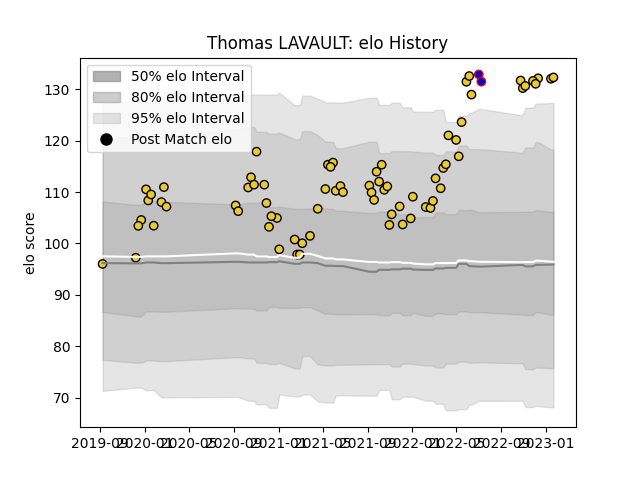 Thomas LAVAULT: elo History
50% elo Interval
80% elo Interval
95% elo Interval
Post Match elo
elo score
130
120
110
100
90
80
70
2019-09 2020-01 2020-05 2020-09 2021-01 2021-05 2021-09 2022-01 2022-05 2022-09 2023-01